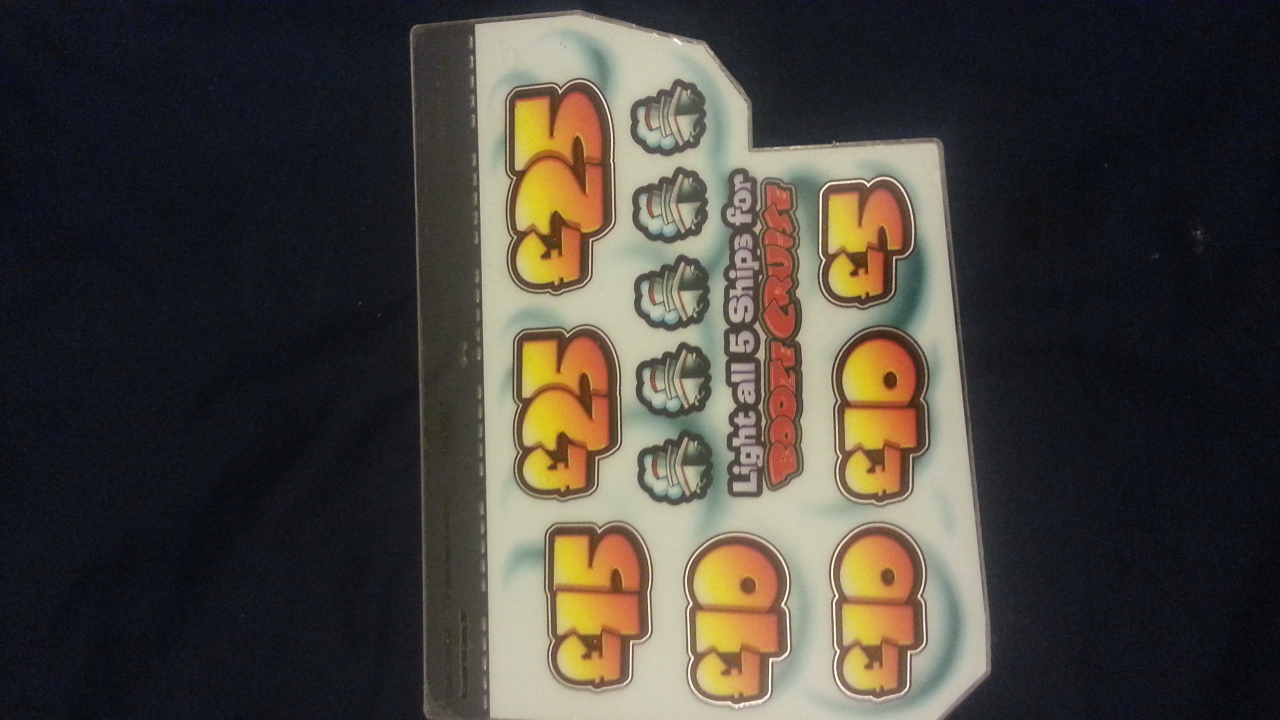 £15 £25 £25
£10
Light all 5 Ships for
BOOZE CRUISE
£10 £10 £5